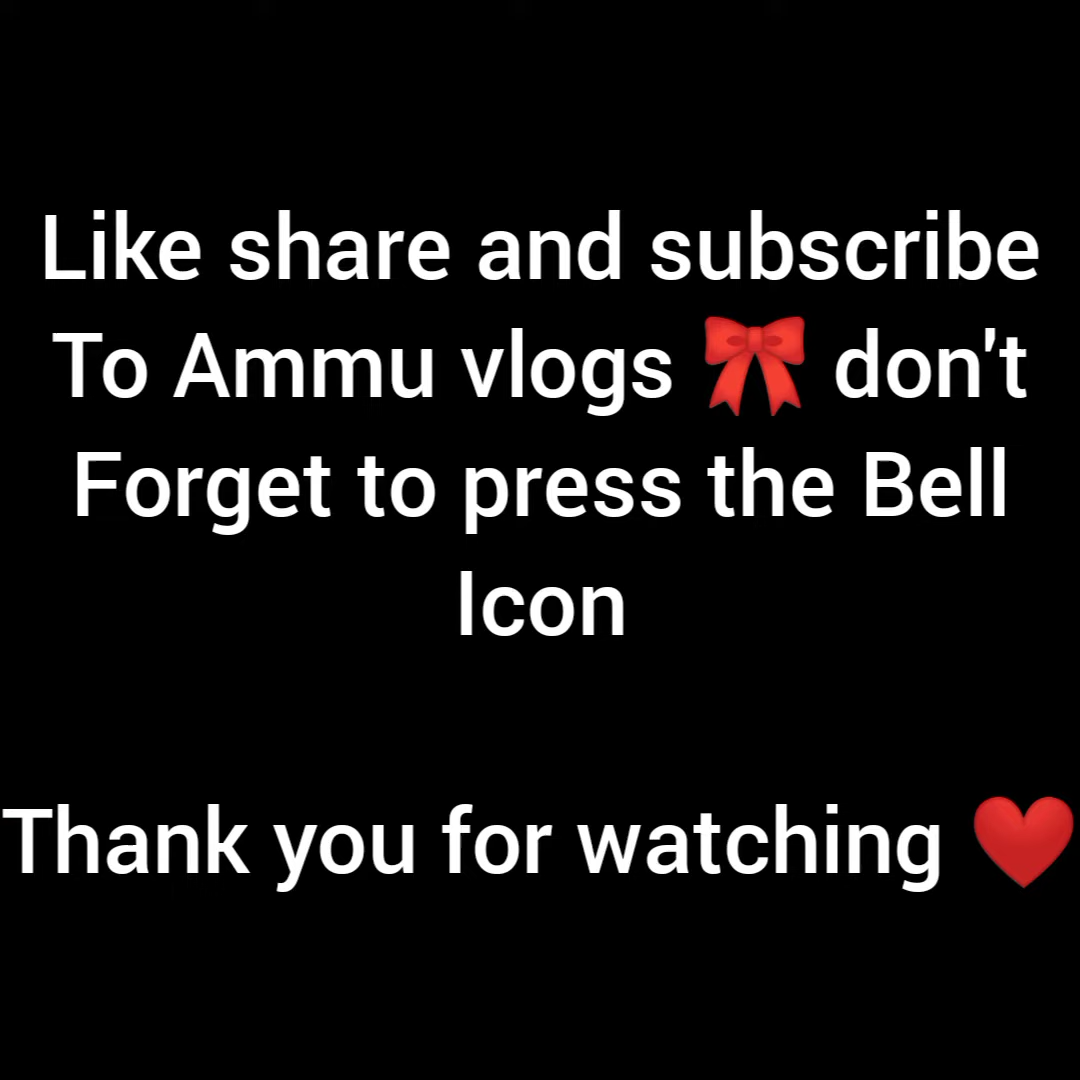 Like share and subscribe
To Ammu vlogs 🎀 don't
Forget to press the Bell
Icon
Thank you for watching ❤️